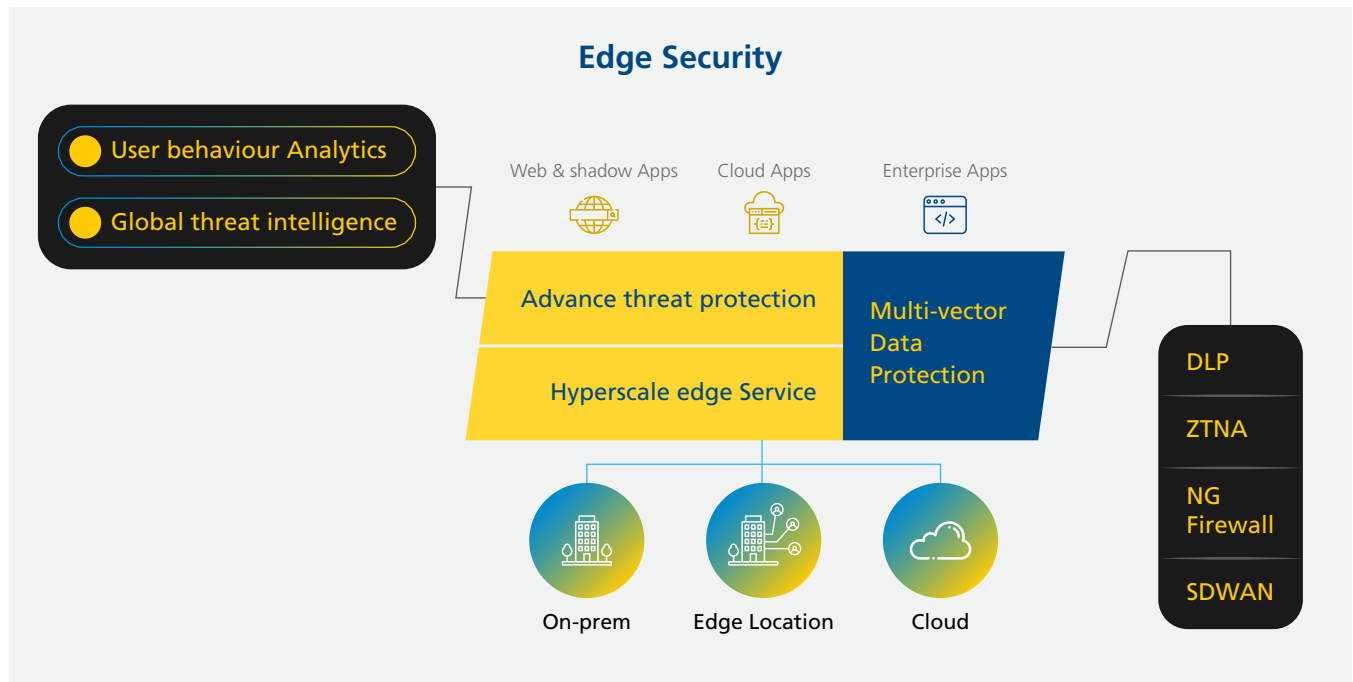 Edge Security
User behaviour Analytics
Global threat intelligence
Web & shadow Apps
Cloud Apps
Enterprise Apps
</>
{=}
Advance threat protection
Hyperscale edge Service
Multi-vector
Data
Protection
DLP
ZTNA
NG
Firewall
SDWAN
On-prem
Edge Location
Cloud